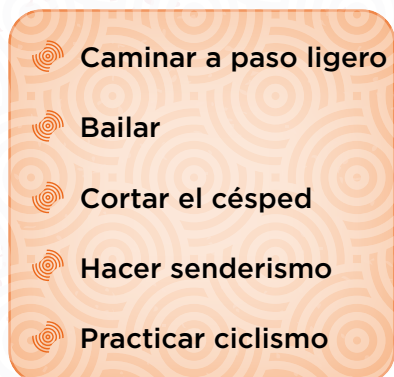 Caminar a paso ligero
Bailar
Cortar el césped
Hacer senderismo
Practicar ciclismo